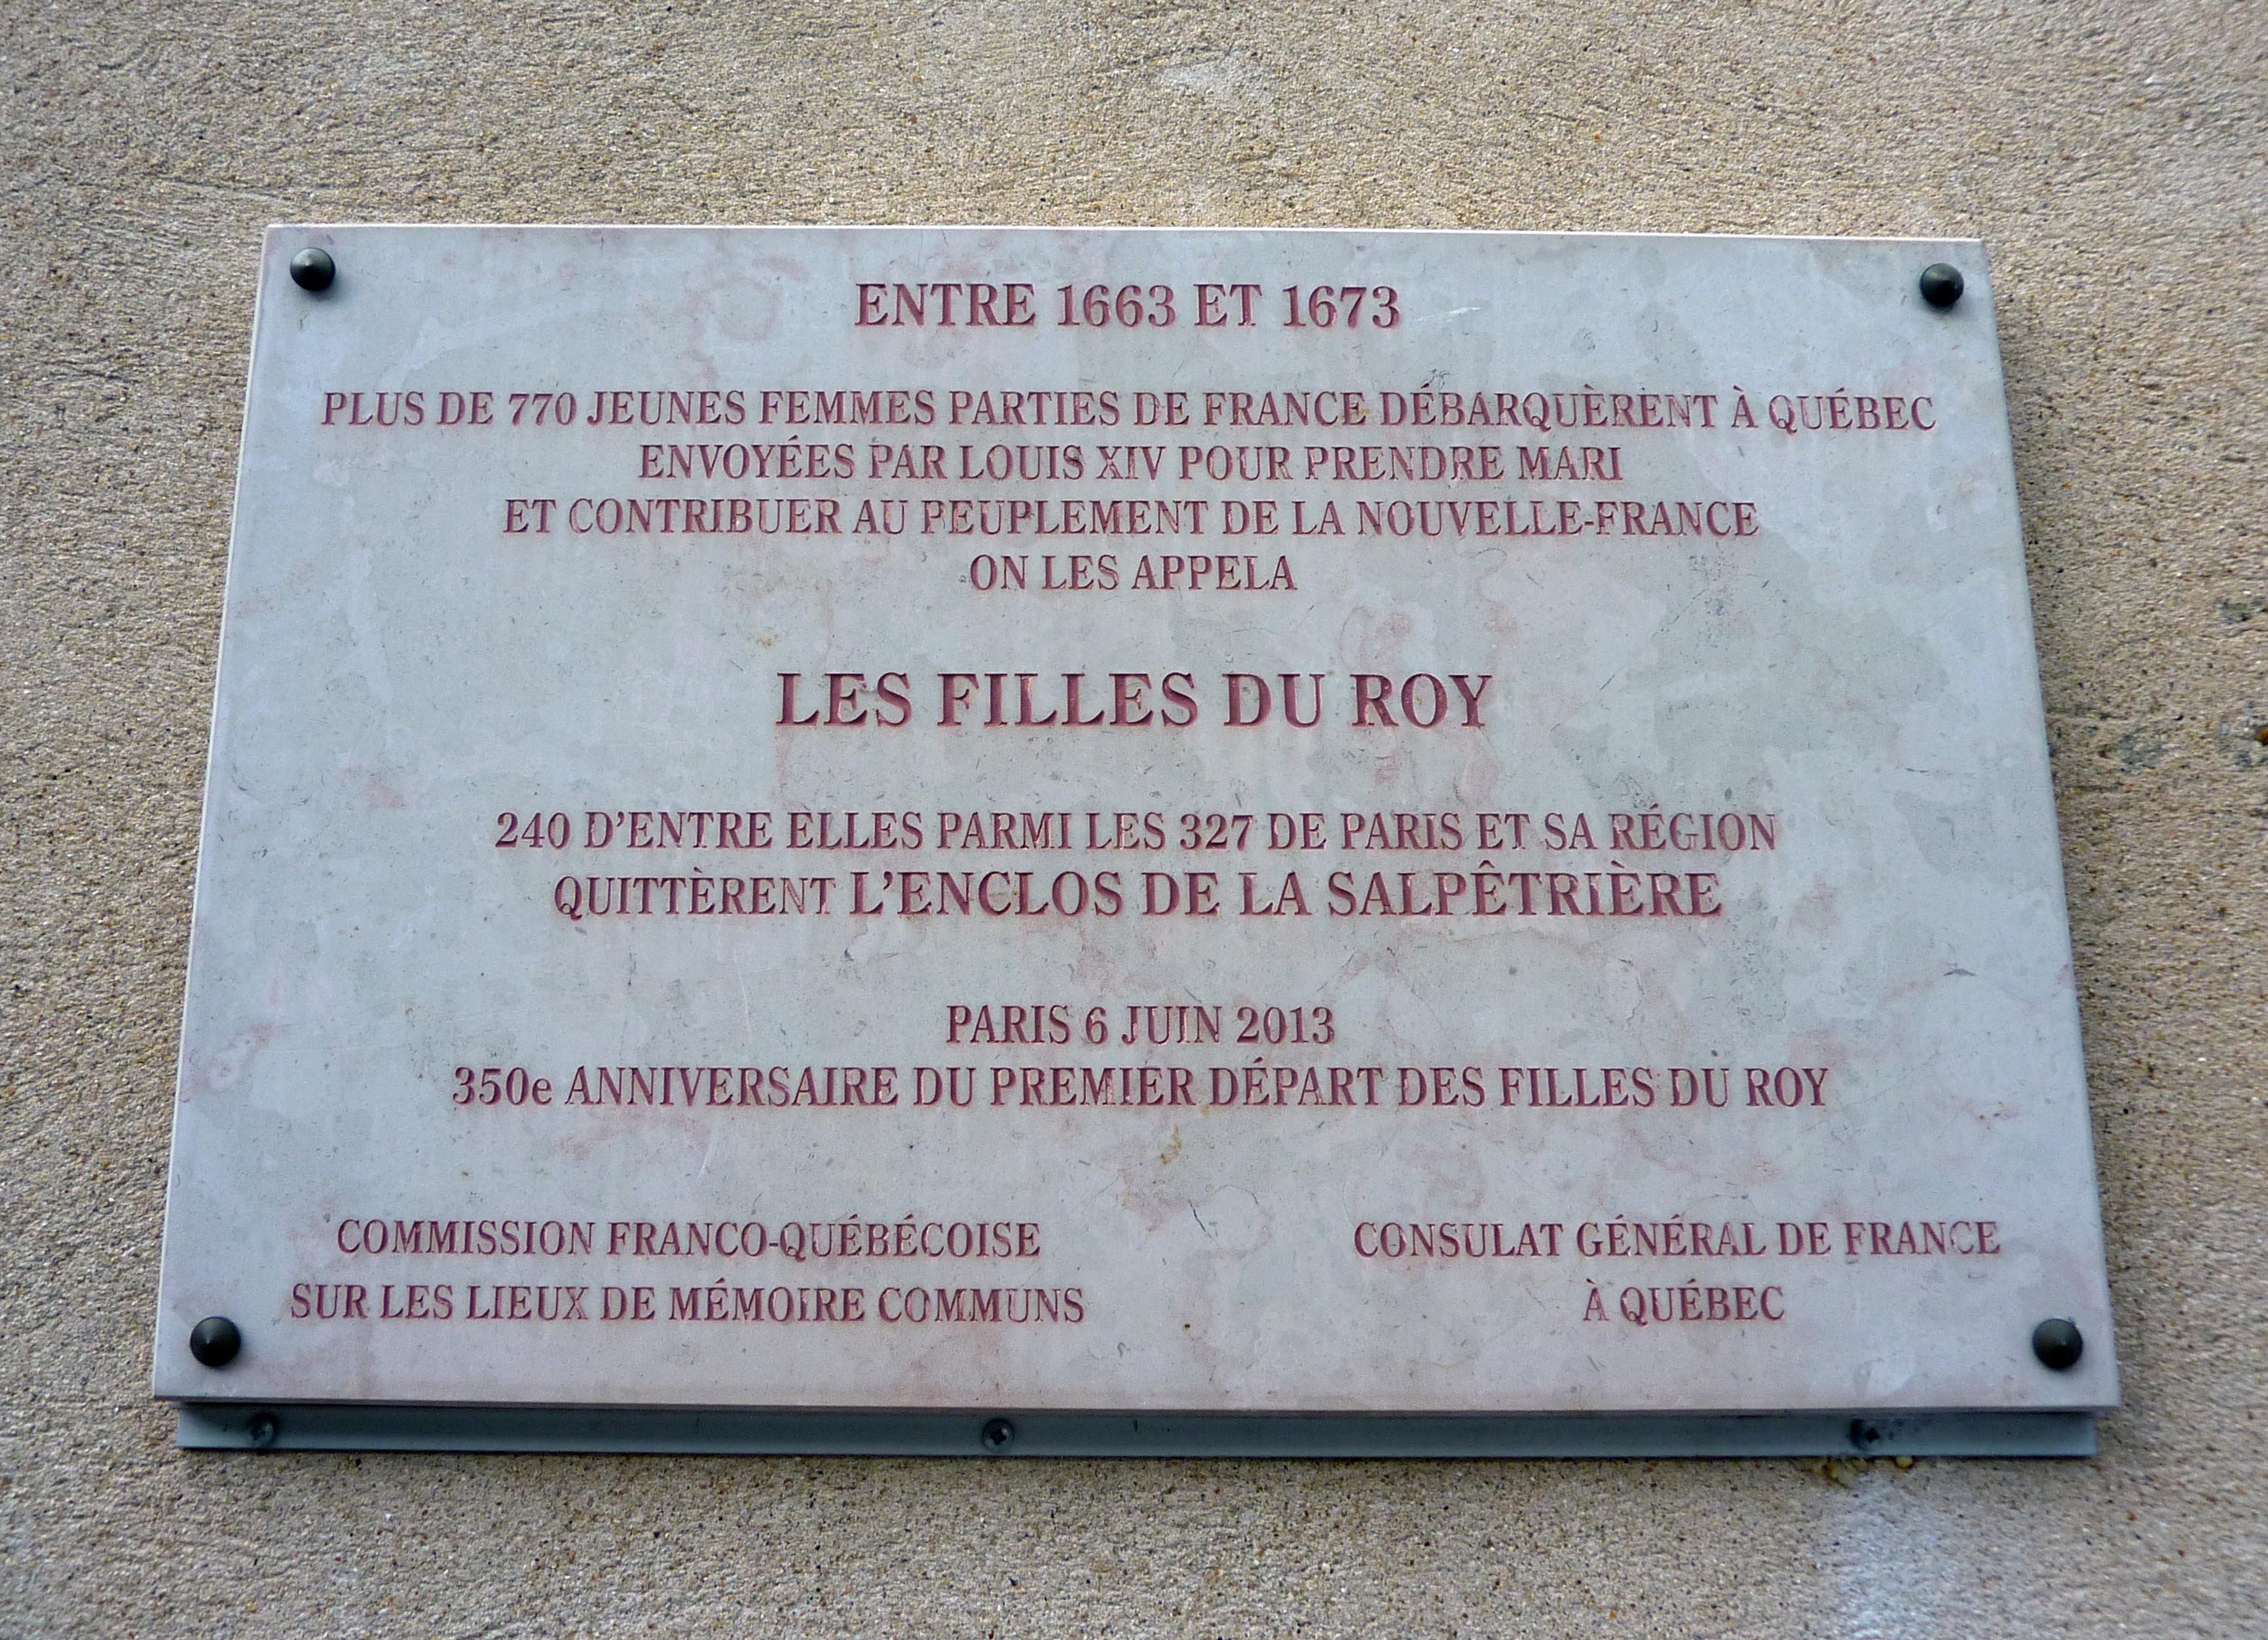 ENTRE 1663 ET 1673
PLUS DE 770 JEUNES FEMMES PARTIES DE FRANCE DÉBARQUÈRENT À QUÉBEC
ENVOYÉES PAR LOUIS XIV POUR PRENDRE MARI
ET CONTRIBUER AU PEUPLEMENT DE LA NOUVELLE-FRANCE
ON LES APPELA
LES FILLES DU ROY
240 D'ENTRE ELLES PARMI LES 327 DE PARIS ET SA RÉGION
QUITTÈRENT L'ENCLOS DE LA SALPÊTRIÈRE
PARIS 6 JUIN 2013
350e ANNIVERSAIRE DU PREMIER DÉPART DES FILLES DU ROY
COMMISSION FRANCO-QUÉBÉCOISE
SUR LES LIEUX DE MÉMOIRE COMMUNS
CONSULAT GÉNÉRAL DE FRANCE
À QUÉBEC